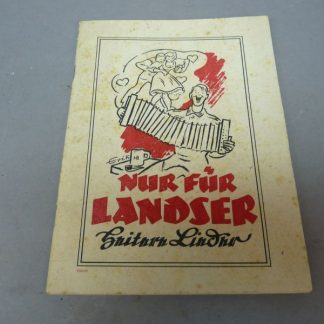 NUR FÜR
LANDSER
Heitere Lieder